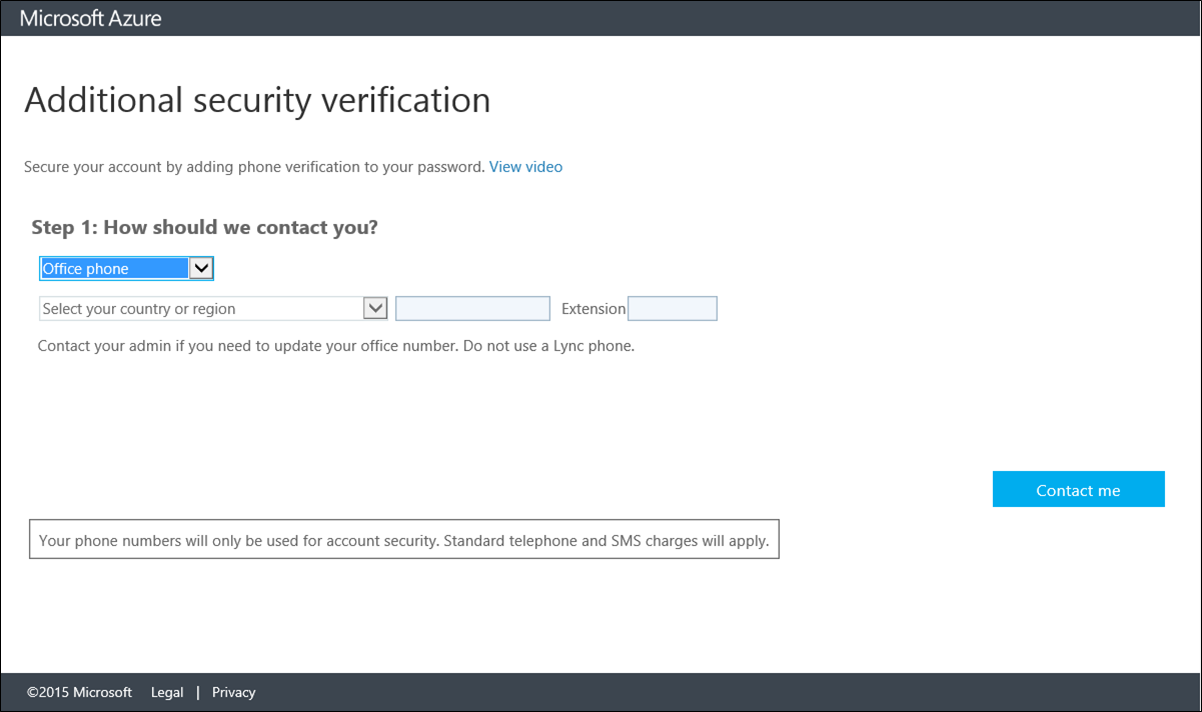 Microsoft Azure
Additional security verification
Secure your account by adding phone verification to your password. View video
Step 1: How should we contact you?
Office phone
Select your country or region Extension
Contact your admin if you need to update your office number. Do not use a Lync phone.
Contact me
Your phone numbers will only be used for account security. Standard telephone and SMS charges will apply.
©2015 Microsoft Legal | Privacy